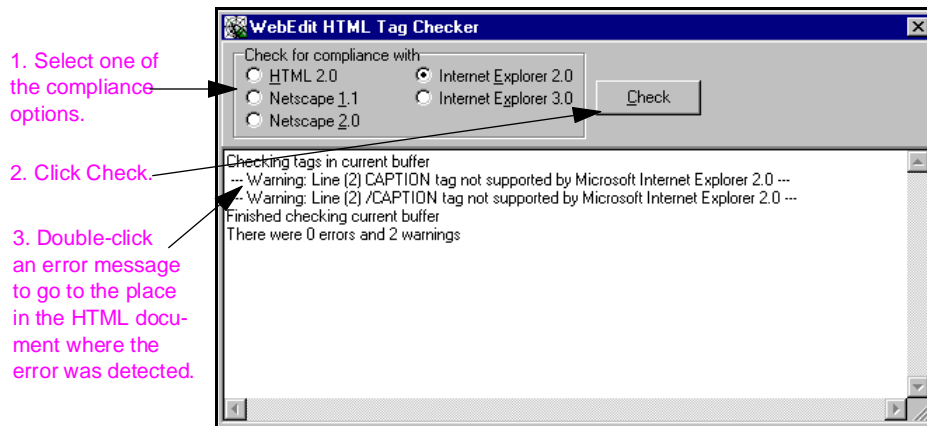 WebEdit HTML Tag Checker
1. Select one of
the compliance
options.
Check for compliance with
HTML 2.0
Internet Explorer 2.0
Netscape 1.1
Internet Explorer 3.0
Netscape 2.0
Check
2. Click Check.
Checking tags in current buffer
--- Warning: Line (2) CAPTION tag not supported by Microsoft Internet Explorer 2.0 ---
--- Warning: Line (2) /CAPTION tag not supported by Microsoft Internet Explorer 2.0 ---
Finished checking current buffer
There were 0 errors and 2 warnings
3. Double-click
an error message
to go to the place
in the HTML docu-
ment where the
error was detected.